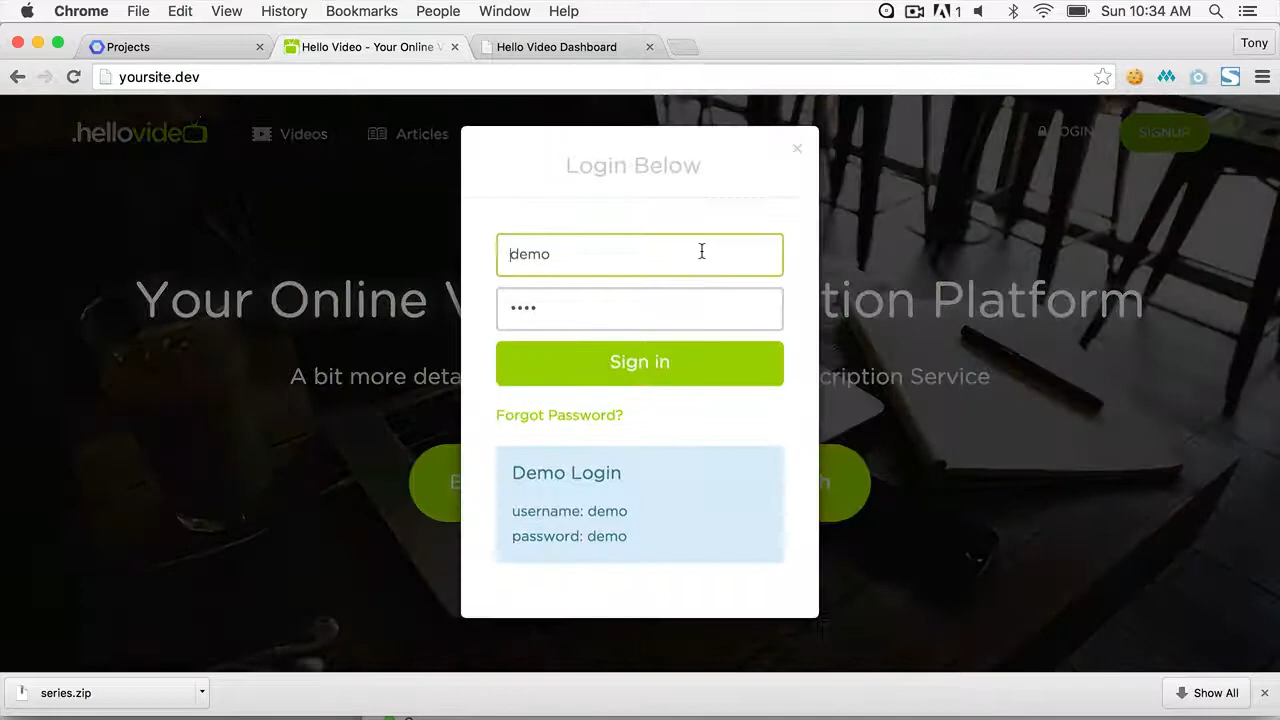 Chrome File Edit View History Bookmarks People Window Help 1 Sun 10:34 AM
Projects Hello Video - Your Online V Hello Video Dashboard Tony
yoursite.dev
.hellovideo Videos Articles LOGIN SIGNUP
Login Below
demo
••••
Your Online V tion Platform
Sign in
A bit more deta cription Service
Forgot Password?
Demo Login
username: demo
password: demo
series.zip Show All